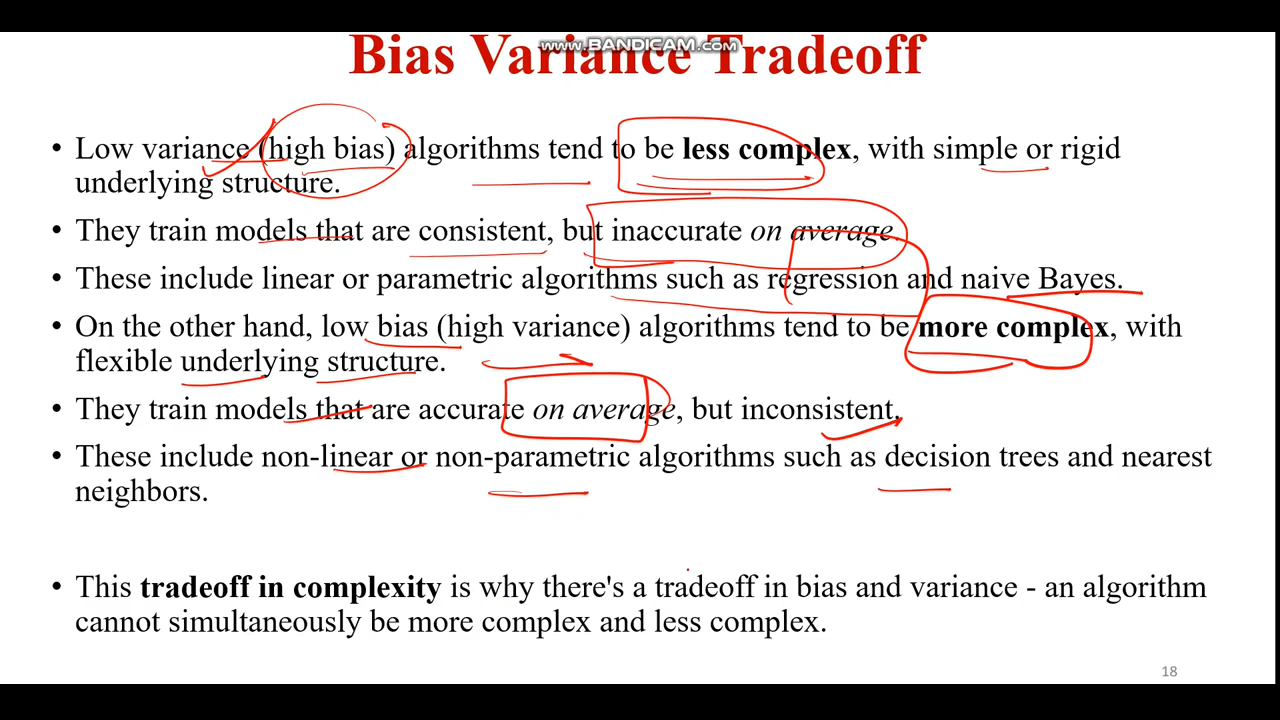 www.BANDICAM.com
Bias Variance Tradeoff
• Low variance (high bias) algorithms tend to be less complex, with simple or rigid
underlying structure.
• They train models that are consistent, but inaccurate on average.
• These include linear or parametric algorithms such as regression and naive Bayes.
• On the other hand, low bias (high variance) algorithms tend to be more complex, with
flexible underlying structure.
• They train models that are accurate on average, but inconsistent.
• These include non-linear or non-parametric algorithms such as decision trees and nearest
neighbors.
• This tradeoff in complexity is why there's a tradeoff in bias and variance - an algorithm
cannot simultaneously be more complex and less complex.
18